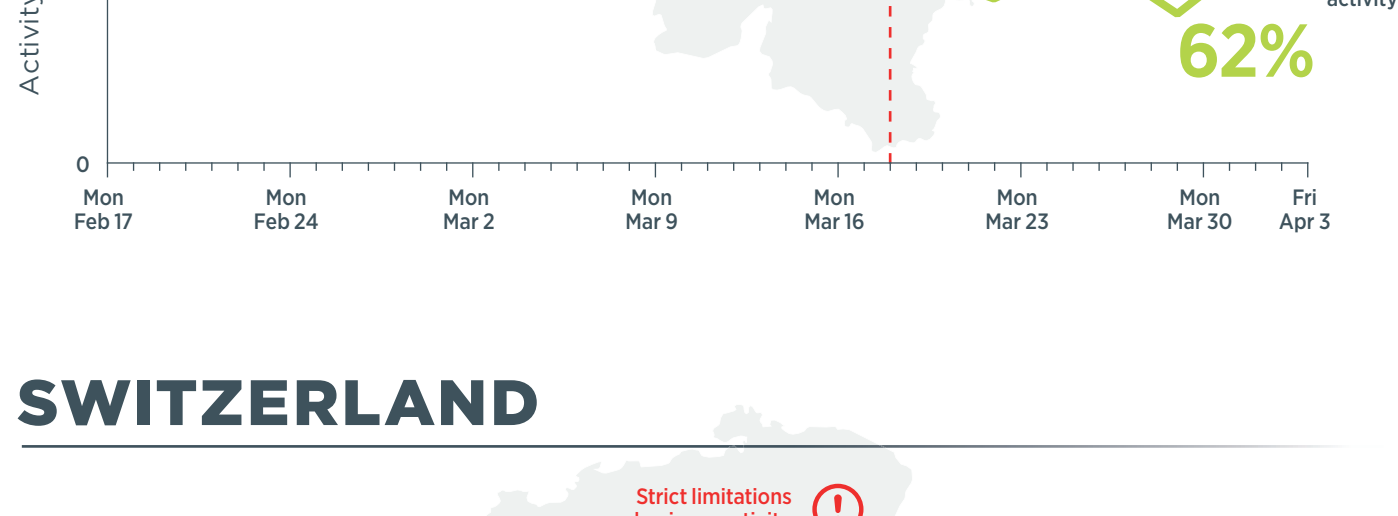 Activity
activity
62%
0
Mon Mon Mon Mon Mon Mon Mon Fri
Feb 17 Feb 24 Mar 2 Mar 9 Mar 16 Mar 23 Mar 30 Apr 3
SWITZERLAND
Strict limitations